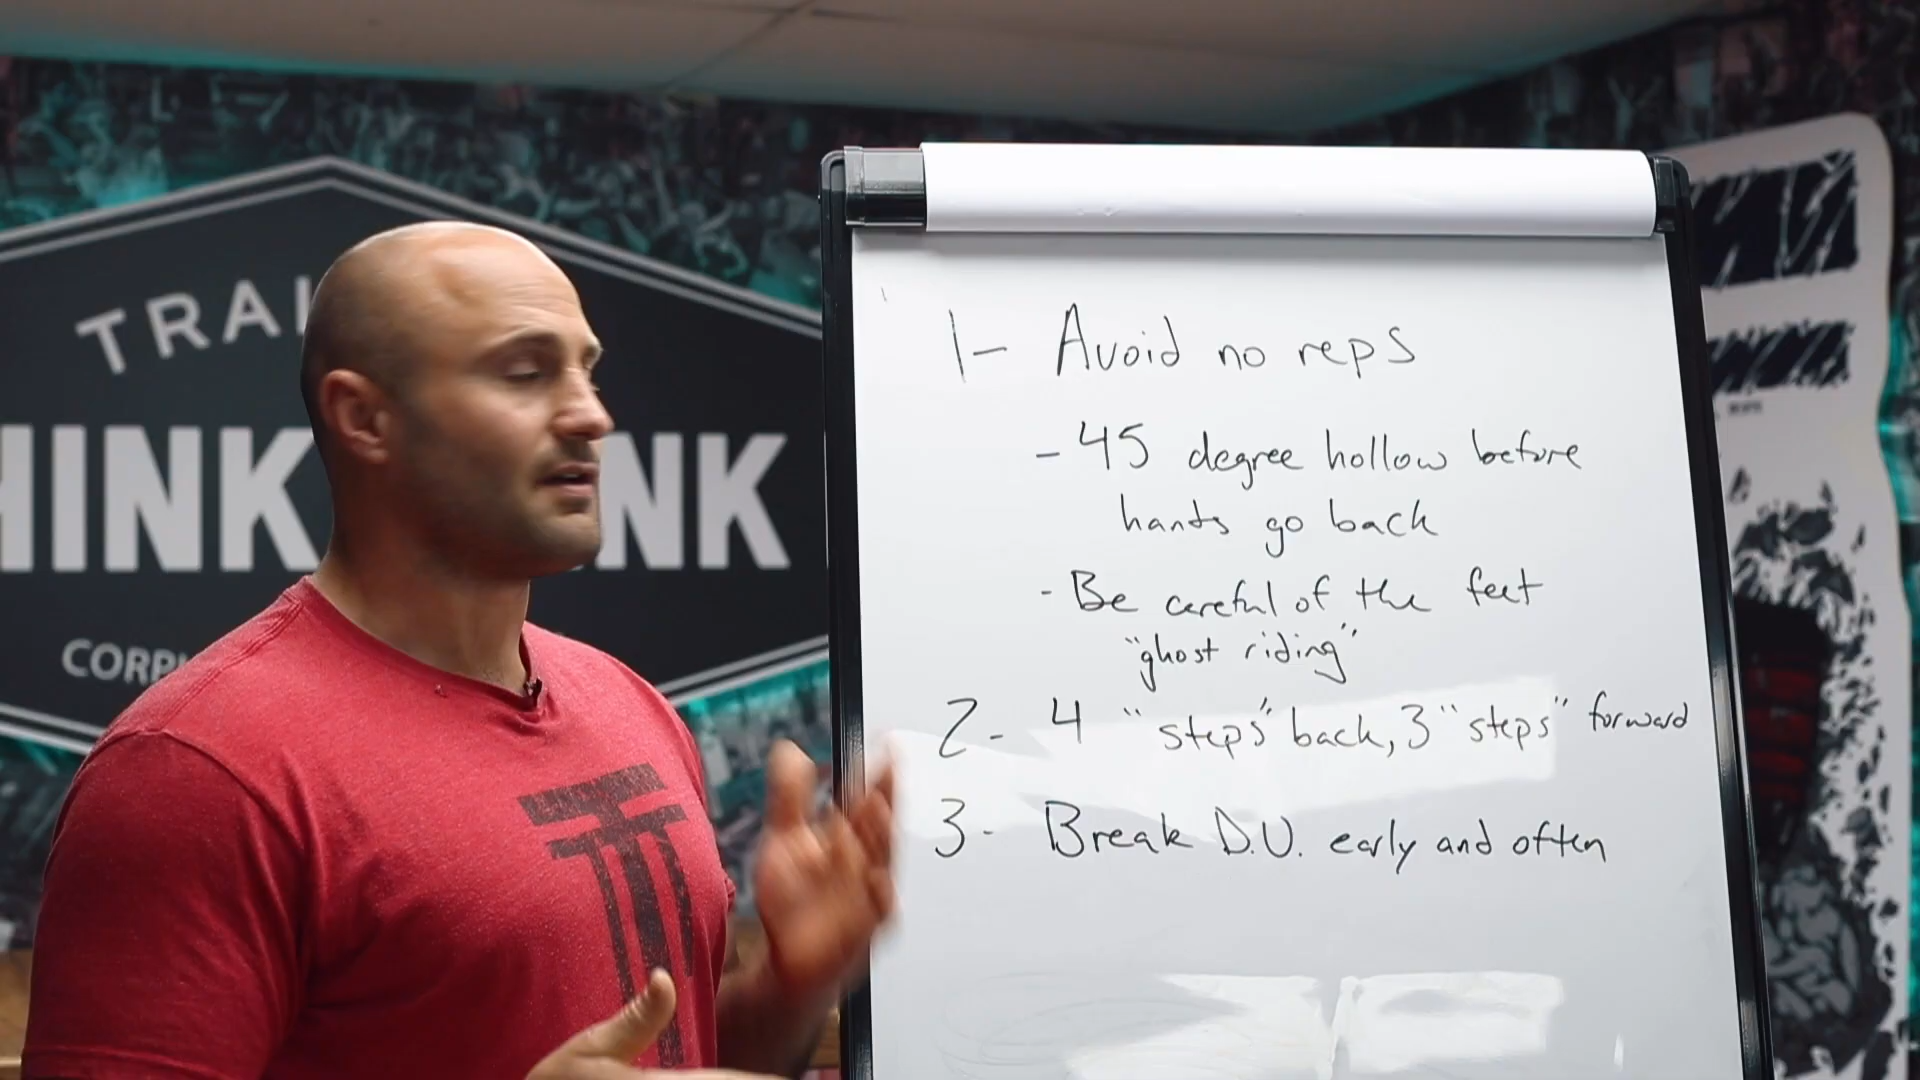 TRAI
HINK NK
CORP
1- Avoid no reps
- 45 degree hollow before
hands go back
- Be careful of the feet
"ghost riding"
2- 4 "steps" back, 3 "steps" forward
3- Break D.U. early and often